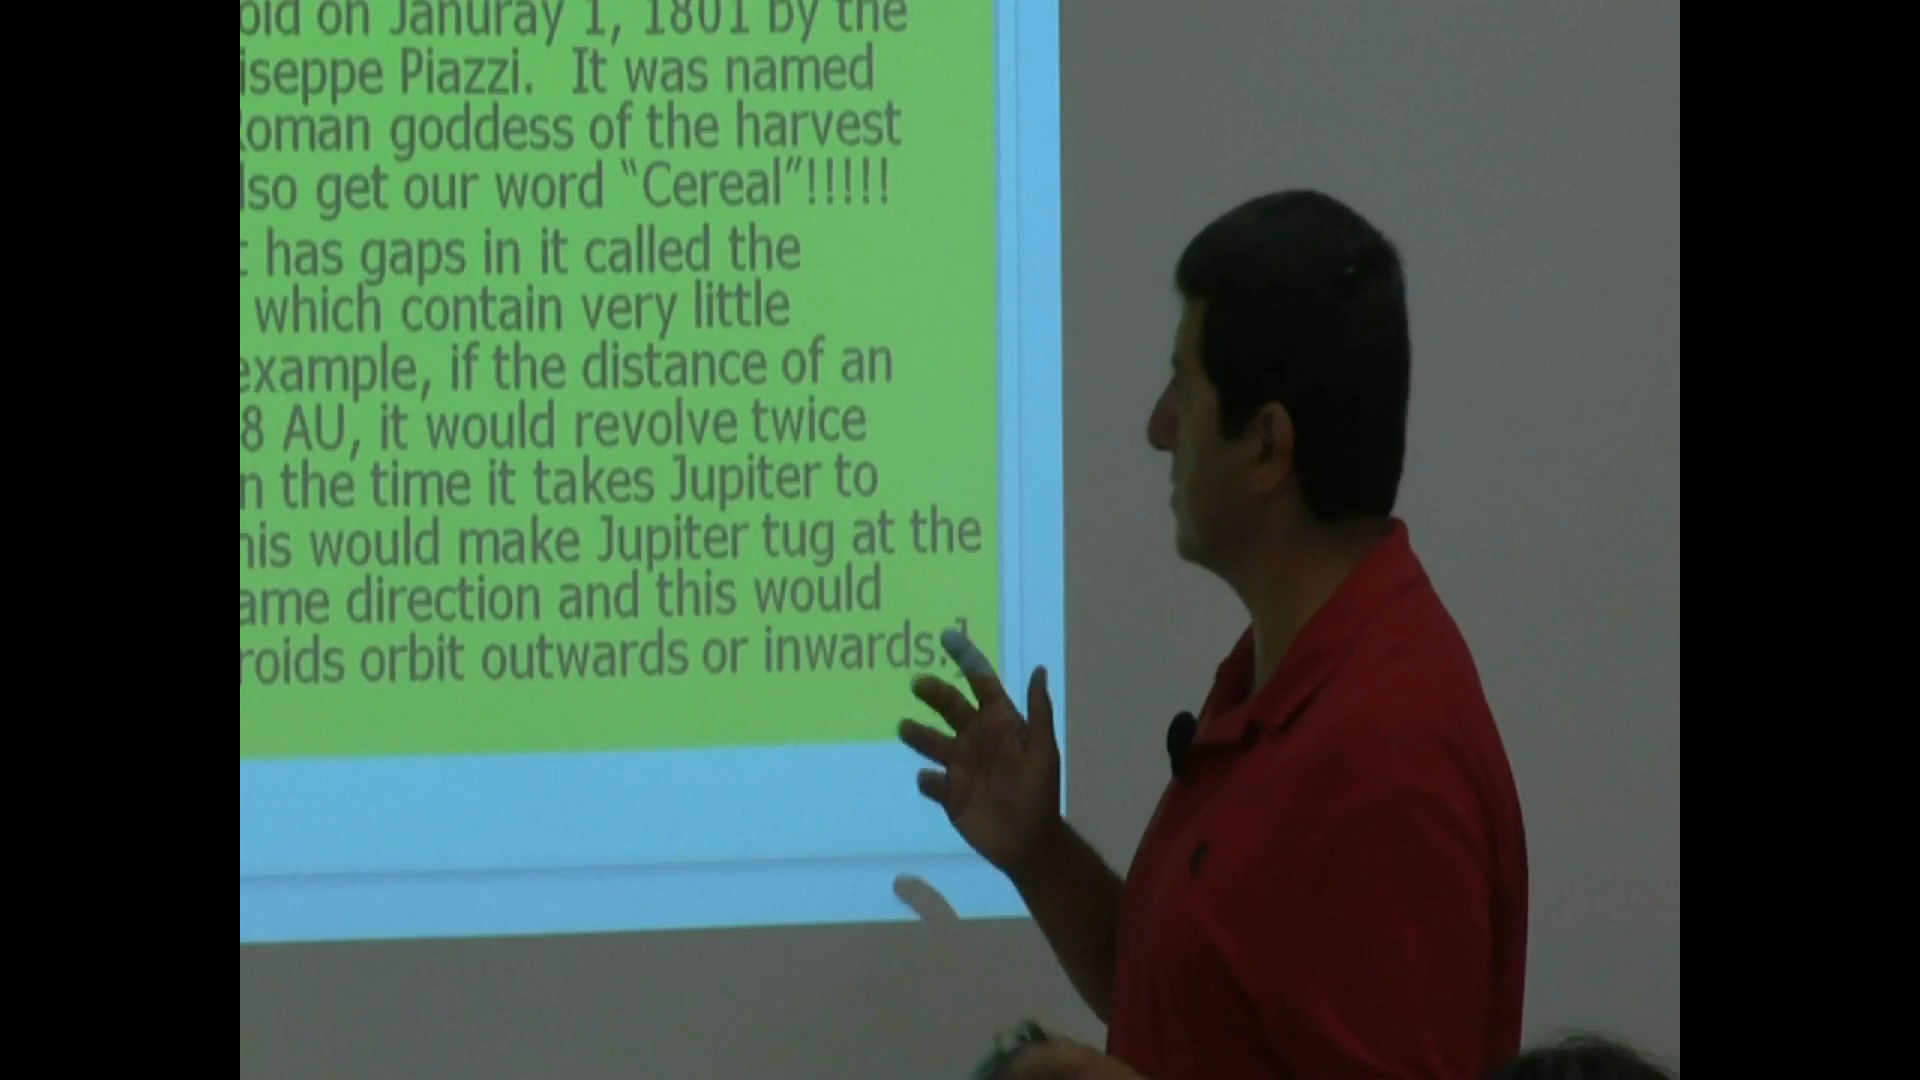 on Januray 1, 1801 by the
iseppe Piazzi. It was named
Roman goddess of the harvest
lso get our word “Cereal”!!!!!
has gaps in it called the
which contain very little
example, if the distance of an
8 AU, it would revolve twice
n the time it takes Jupiter to
his would make Jupiter tug at the
ame direction and this would
roids orbit outwards or inwards.]